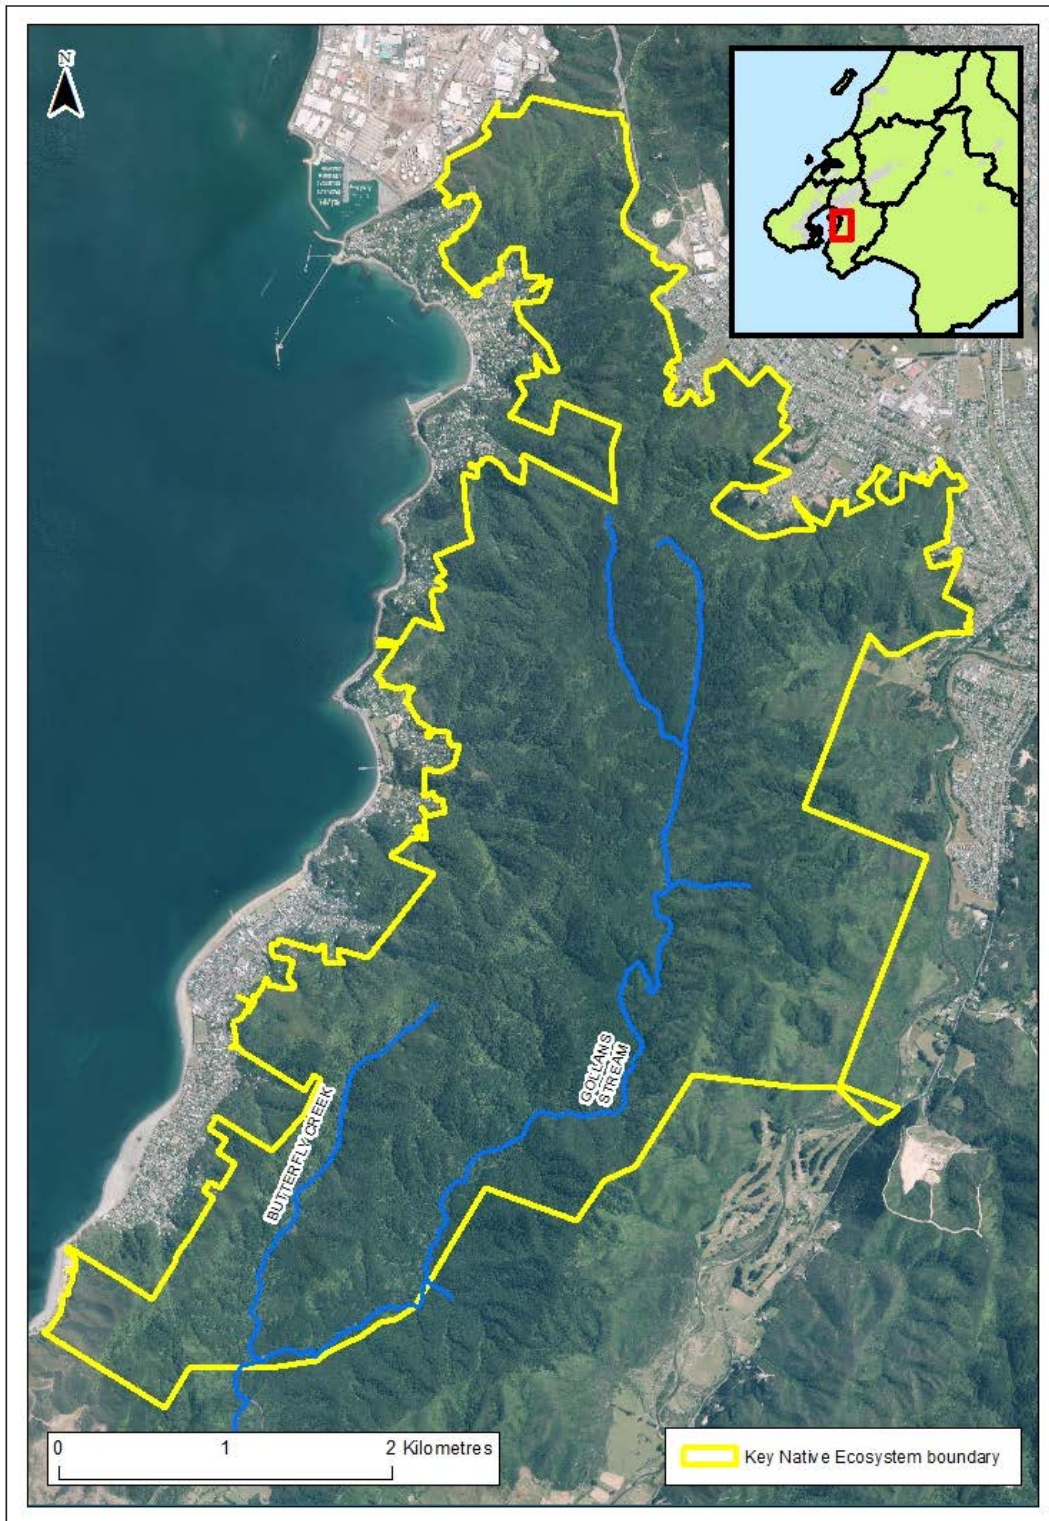 N
GOLLANS
STREAM
BUTTERFLY CREEK
0 1 2 Kilometres
Key Native Ecosystem boundary